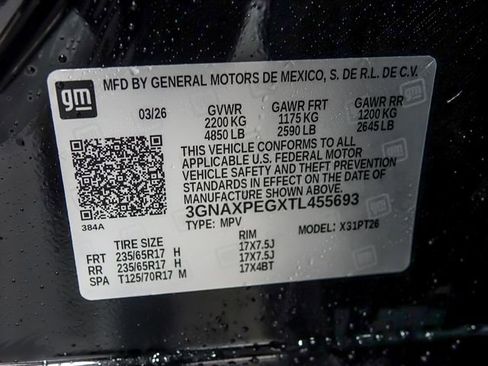 gm
MFD BY GENERAL MOTORS DE MEXICO, S. DE R.L. DE C.V.
03/26 GVWR GAWR FRT GAWR RR
2200 KG 1175 KG 1200 KG
4850 LB 2590 LB 2645 LB
THIS VEHICLE CONFORMS TO ALL
APPLICABLE U.S. FEDERAL MOTOR
VEHICLE SAFETY AND THEFT PREVENTION
STANDARDS IN EFFECT ON THE DATE OF
MANUFACTURE SHOWN ABOVE.
3GNAXPEGXTL455693
384A TYPE: MPV MODEL: X31PT26
TIRE SIZE RIM
FRT 235/65R17 H 17X7.5J
RR 235/65R17 H 17X7.5J
SPA T125/70R17 M 17X4BT